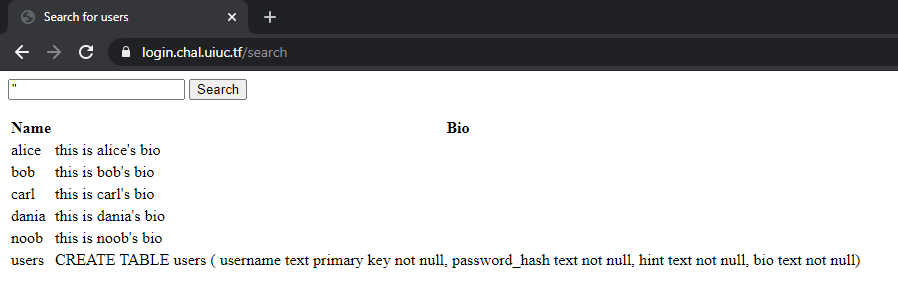 Search for users
login.chal.uiuc.tf/search
" Search
Name Bio
alice this is alice's bio
bob this is bob's bio
carl this is carl's bio
dania this is dania's bio
noob this is noob's bio
users CREATE TABLE users ( username text primary key not null, password_hash text not null, hint text not null, bio text not null)